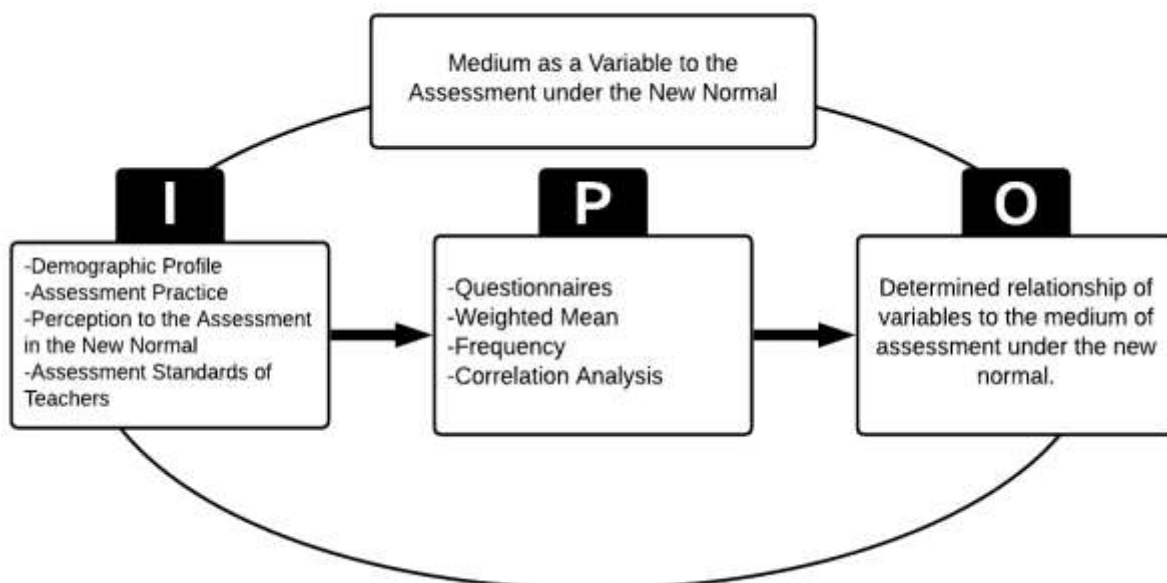 Medium as a Variable to the
Assessment under the New Normal
I
P
O
-Demographic Profile
-Assessment Practice
-Perception to the Assessment
in the New Normal
-Assessment Standards of
Teachers
-Questionnaires
-Weighted Mean
-Frequency
-Correlation Analysis
Determined relationship of
variables to the medium of
assessment under the new
normal.